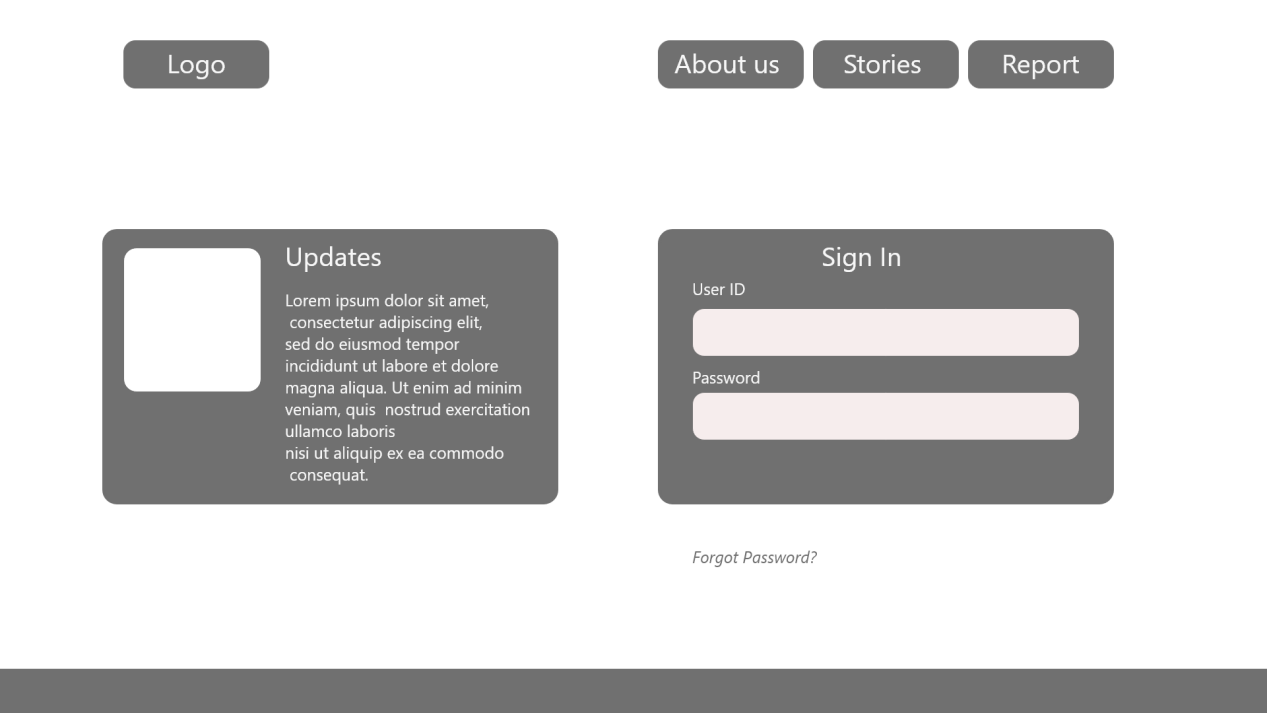 Logo
About us
Stories
Report
Updates
Lorem ipsum dolor sit amet,
consectetur adipiscing elit,
sed do eiusmod tempor
incididunt ut labore et dolore
magna aliqua. Ut enim ad minim
veniam, quis  nostrud exercitation
ullamco laboris
nisi ut aliquip ex ea commodo
consequat.
Sign In
User ID
Password
Forgot Password?